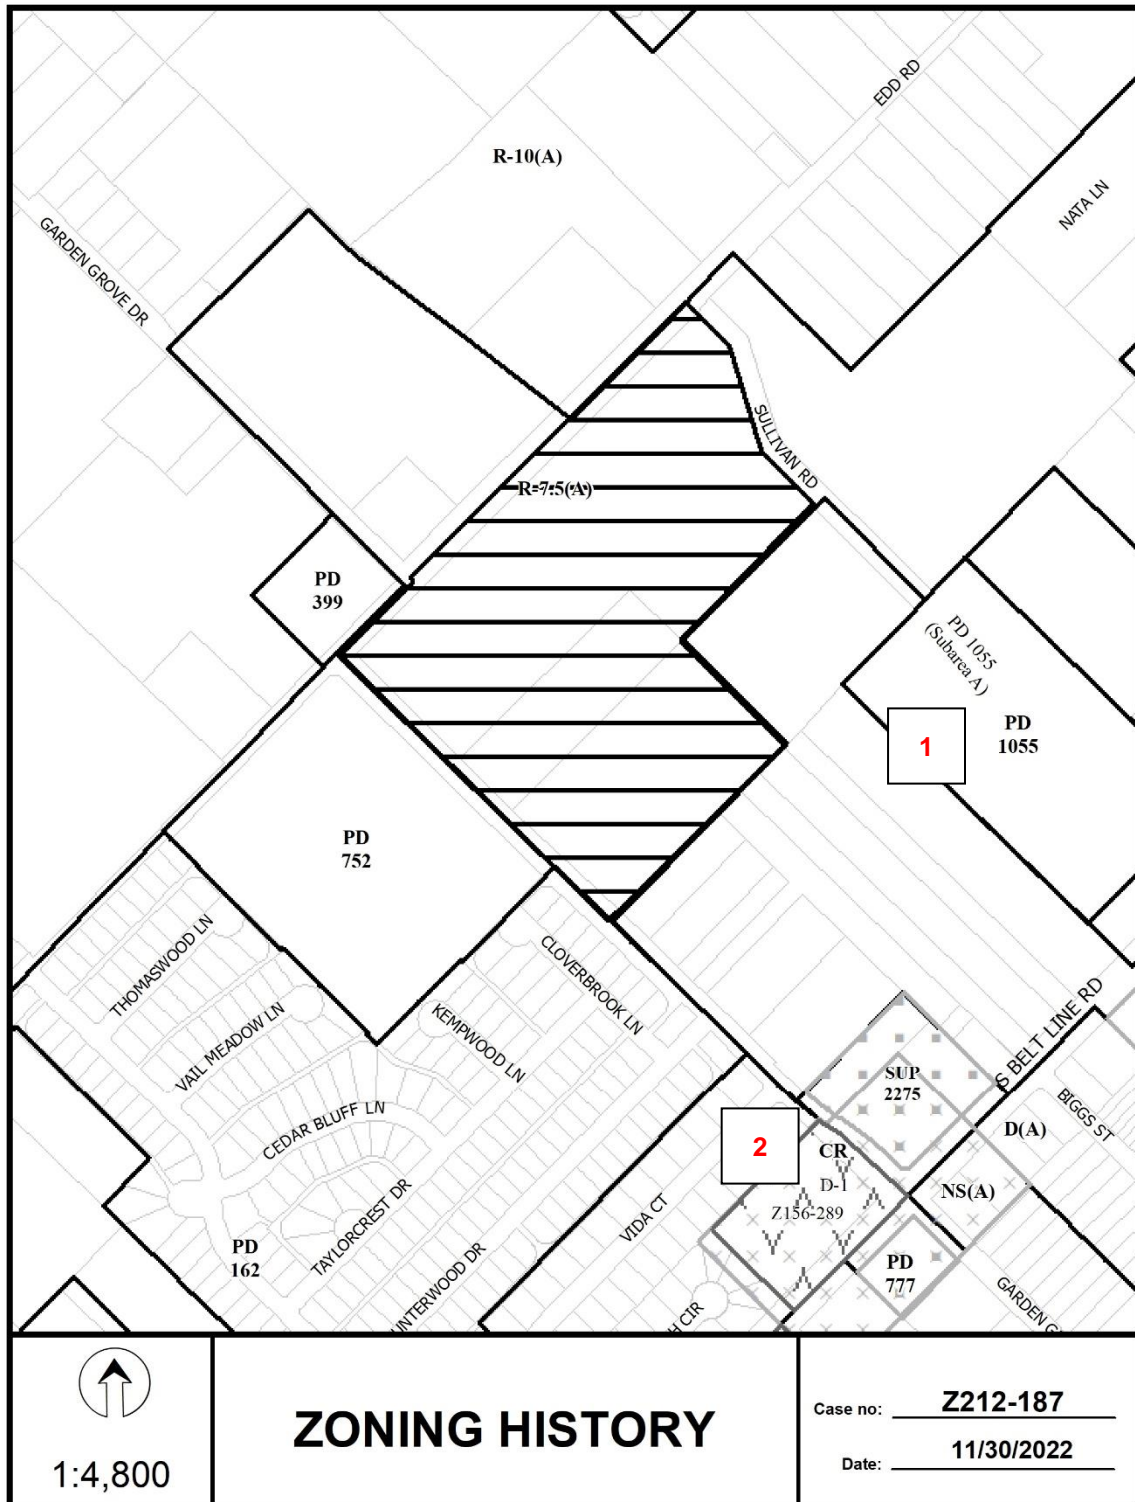 EDD RD
R-10(A)
NATA LN
GARDEN GROVE DR
SULLIVAN RD
R-7.5(A)
PD
399
PD 1055
(Subarea A)
PD
1055
1
PD
752
THOMASWOOD LN
CLOVERBROOK LN
VAIL MEADOW LN
KEMPWOOD LN
S BELT LINE RD
SUP
2275
BIGGS ST
CEDAR BLUFF LN
D(A)
2
CR
D-1
Z156-289
NS(A)
TAYLORCREST DR
VIDA CT
PD
162
PD
777
UNTERWOOD DR
H CIR
GARDEN G
1:4,800
ZONING HISTORY
Case no: Z212-187
Date: 11/30/2022